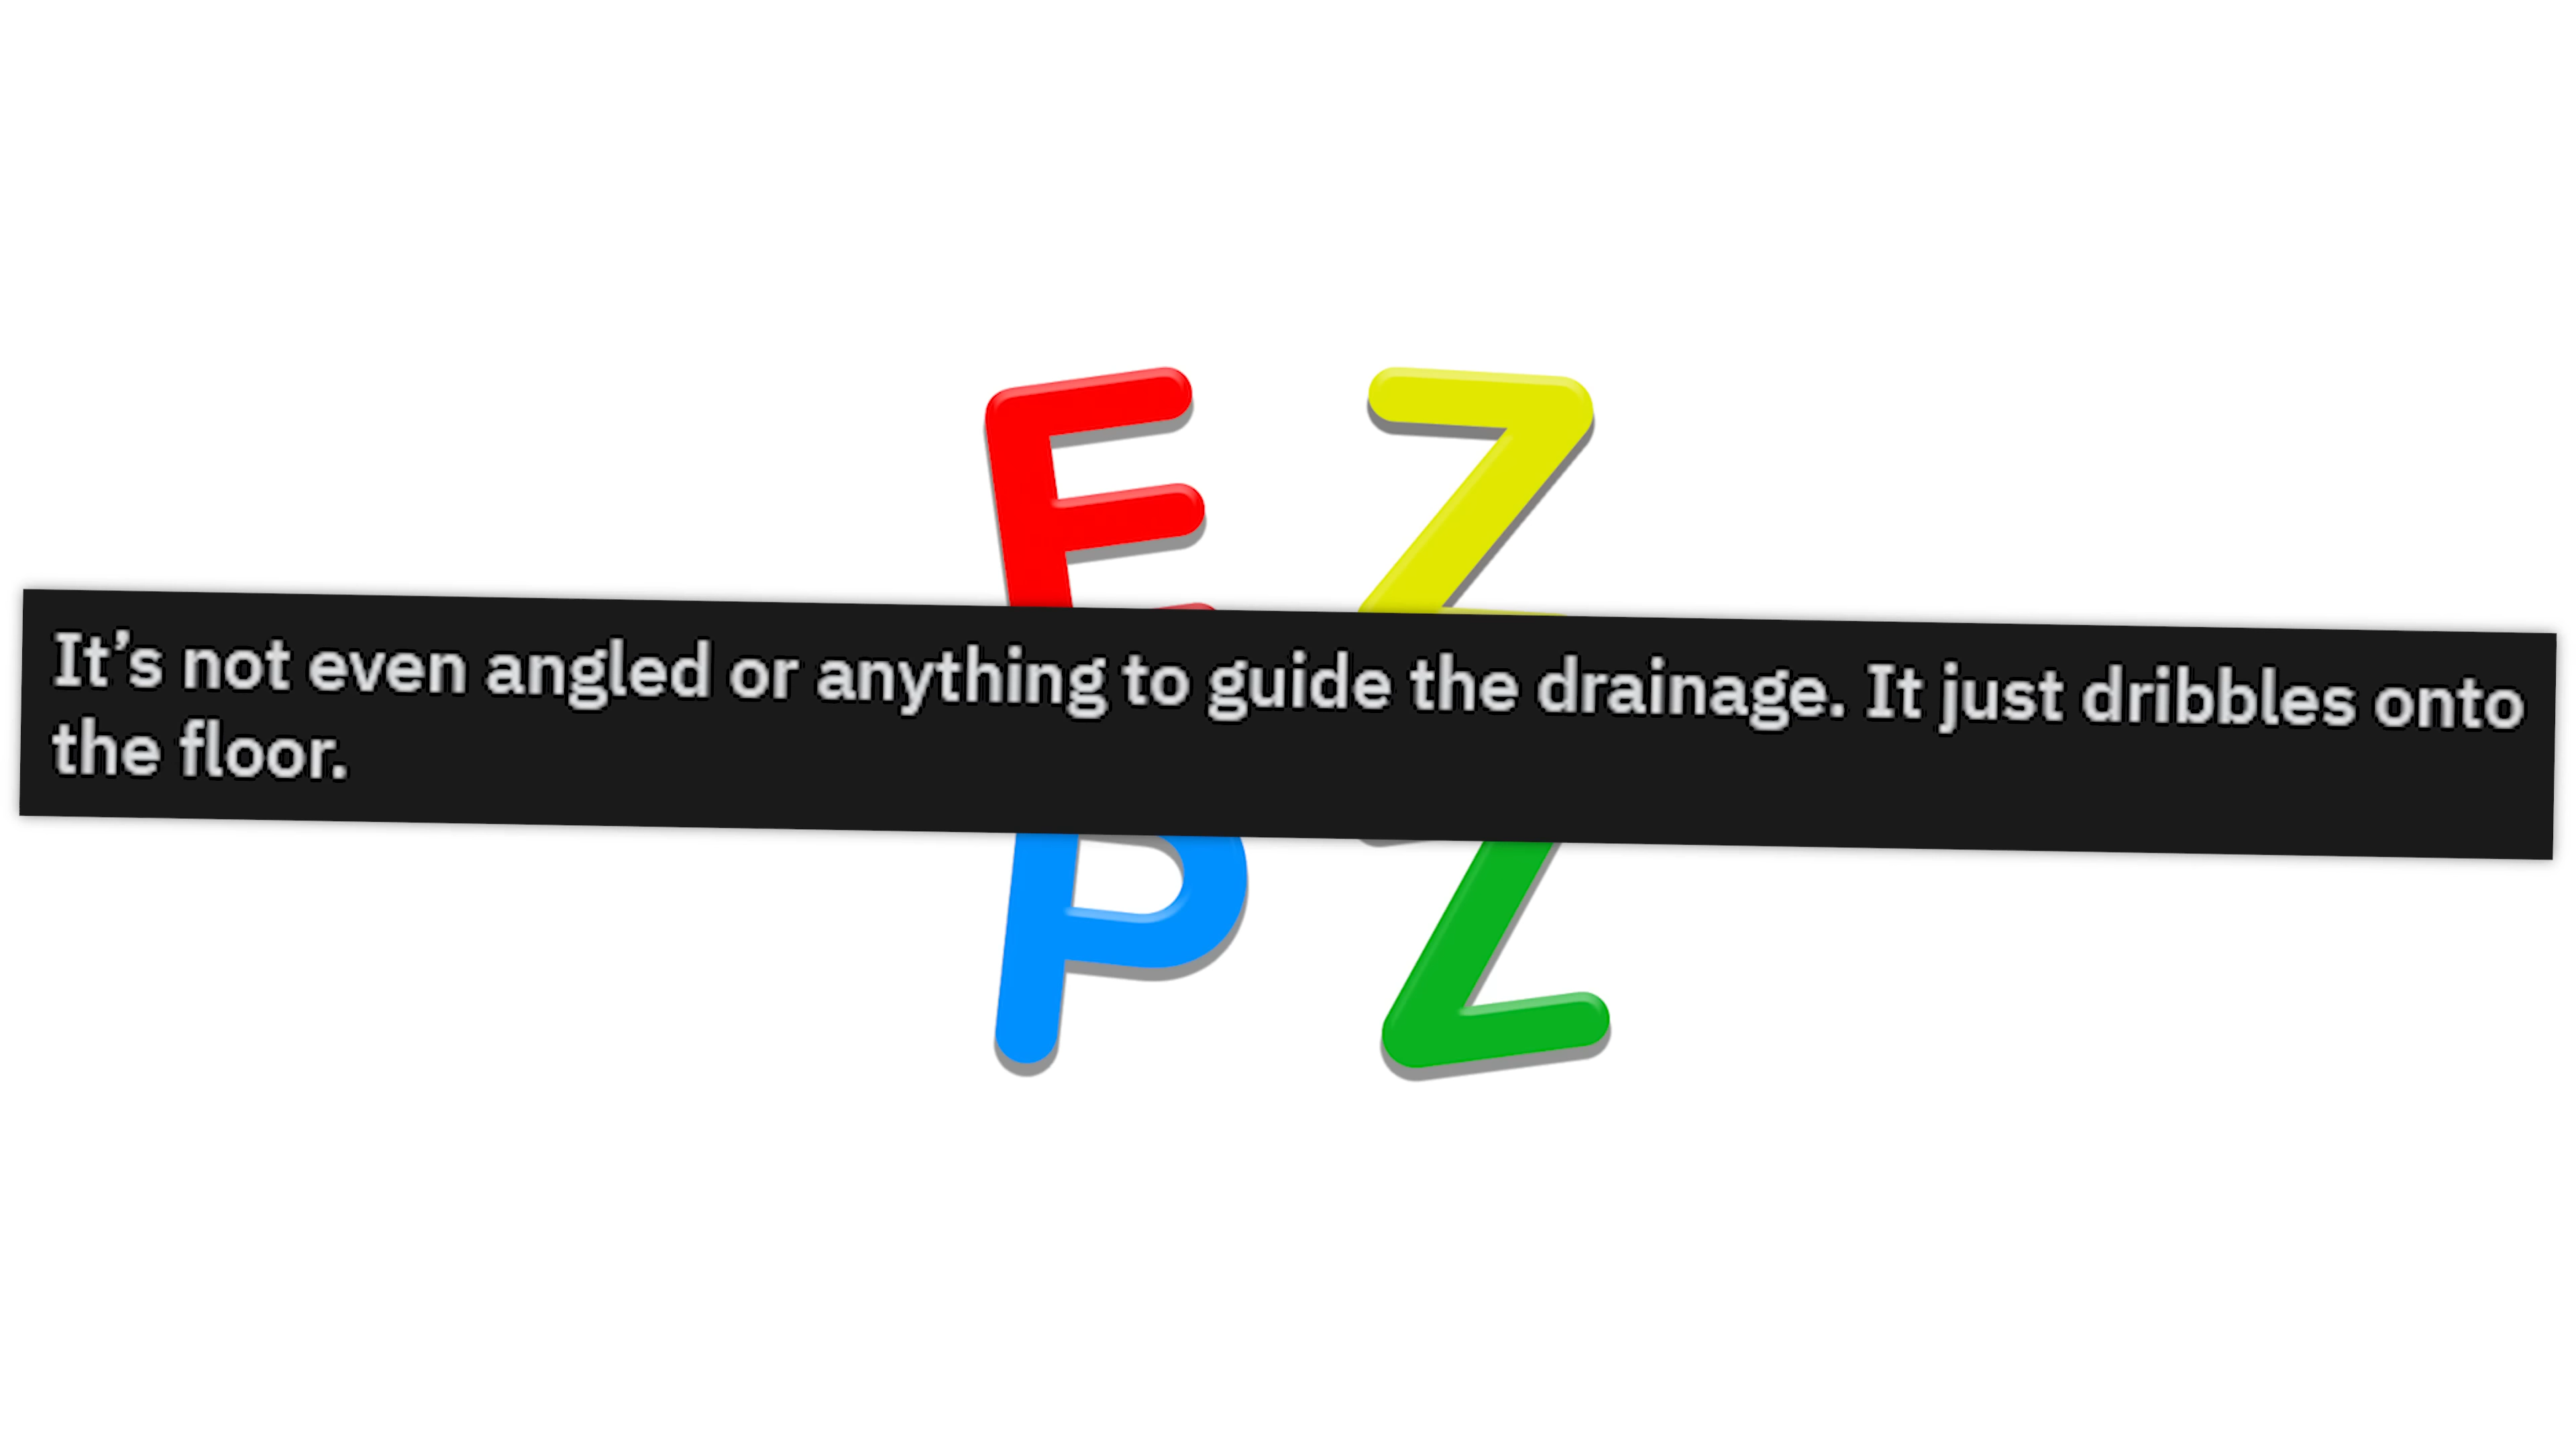 E Z
It’s not even angled or anything to guide the drainage. It just dribbles onto
the floor.
P Z